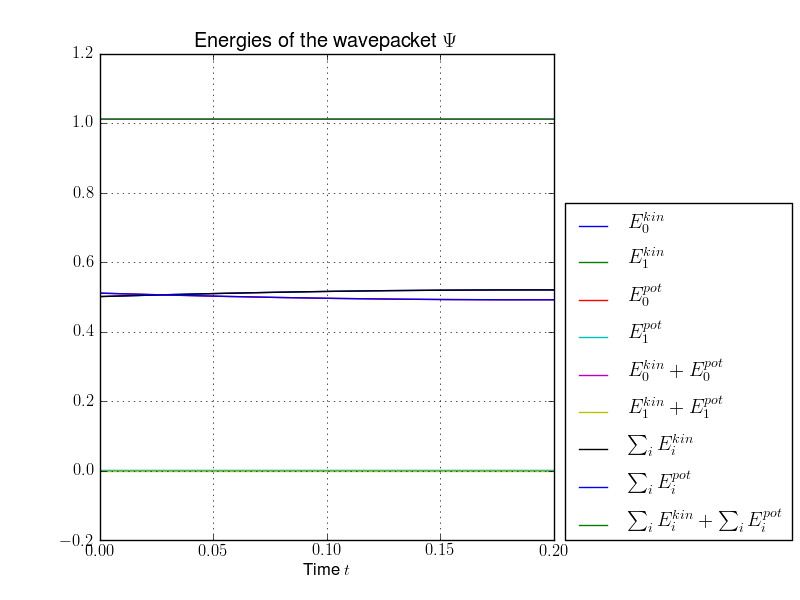 Energies of the wavepacket Ψ
1.2
1.0
0.8
0.6
0.4
0.2
0.0
−0.2
0.00 0.05 0.10 0.15 0.20
Time t
E_0^{kin}
E_1^{kin}
E_0^{pot}
E_1^{pot}
E_0^{kin} + E_0^{pot}
E_1^{kin} + E_1^{pot}
∑_i E_i^{kin}
∑_i E_i^{pot}
∑_i E_i^{kin} + ∑_i E_i^{pot}